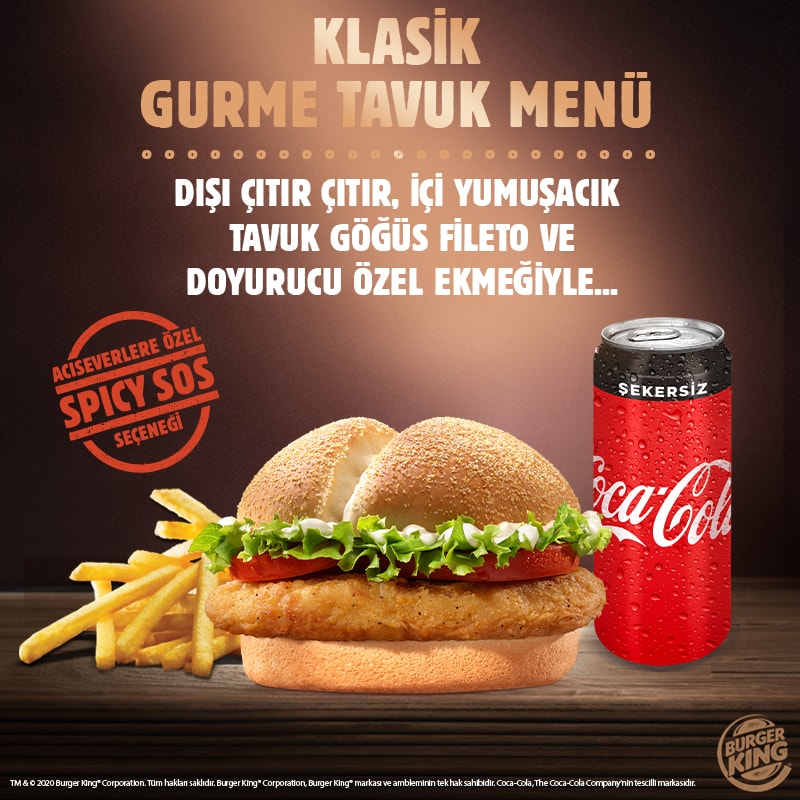 KLASİK
GURME TAVUK MENÜ
DIŞI ÇITIR ÇITIR, İÇİ YUMUŞACIK
TAVUK GÖĞÜS FİLETO VE
DOYURUCU ÖZEL EKMEĞİYLE...
ACISEVERLERE ÖZEL
SPICY SOS
SEÇENEĞİ
ŞEKERSİZ
Coca-Cola
BURGER
KING
TM & © 2020 Burger King® Corporation. Tüm hakları saklıdır. Burger King® Corporation, Burger King® markası ve ambleminin tek hak sahibidir. Coca-Cola, The Coca-Cola Company'nin tescilli markasıdır.